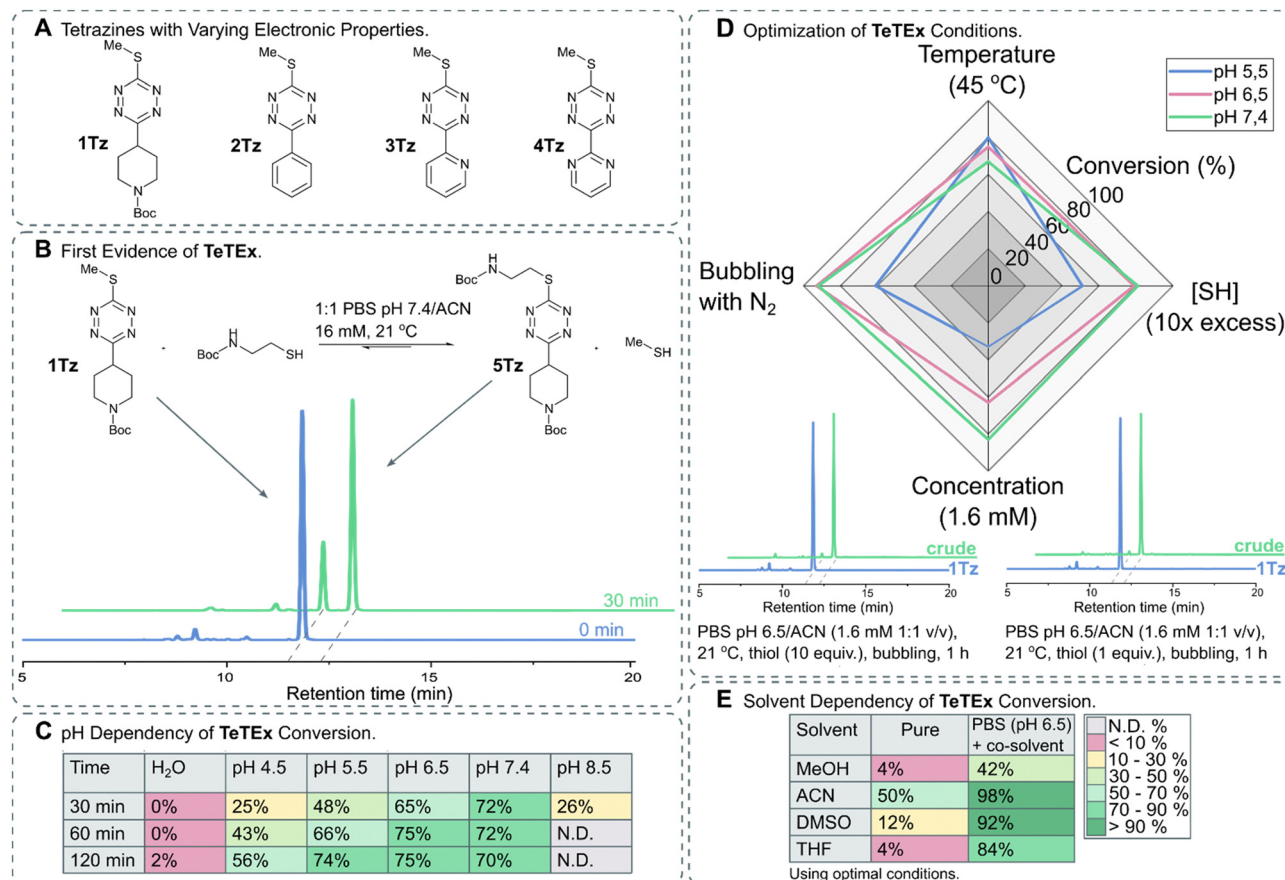 A Tetrazines with Varying Electronic Properties.
Me
S
N
N
N
N
1Tz
N
Boc
Me
S
N
N
N
N
2Tz
Me
S
N
N
N
N
3Tz
N
Me
S
N
N
N
N
4Tz
N
N
B First Evidence of TeTEx.
Me
S
N
N
N
N
1Tz
N
Boc
.
Boc
H
N
SH
1:1 PBS pH 7.4/ACN
16 mM, 21 °C
Boc
H
N
S
N
N
N
N
5Tz
N
Boc
.
Me
SH
30 min
0 min
5
10
15
20
Retention time (min)
C pH Dependency of TeTEx Conversion.
Time H2O pH 4.5 pH 5.5 pH 6.5 pH 7.4 pH 8.5
30 min 0% 25% 48% 65% 72% 26%
60 min 0% 43% 66% 75% 72% N.D.
120 min 2% 56% 74% 75% 70% N.D.
D Optimization of TeTEx Conditions.
Temperature
(45 °C)
pH 5,5
pH 6,5
pH 7,4
Conversion (%)
100
80
60
40
20
0
Bubbling
with N2
[SH]
(10x excess)
Concentration
(1.6 mM)
crude
1Tz
5 10 15 20
Retention time (min)
PBS pH 6.5/ACN (1.6 mM 1:1 v/v),
21 °C, thiol (10 equiv.), bubbling, 1 h
crude
1Tz
5 10 15 20
Retention time (min)
PBS pH 6.5/ACN (1.6 mM 1:1 v/v),
21 °C, thiol (1 equiv.), bubbling, 1 h
E Solvent Dependency of TeTEx Conversion.
Solvent Pure PBS (pH 6.5)
+ co-solvent
MeOH 4% 42%
ACN 50% 98%
DMSO 12% 92%
THF 4% 84%
Using optimal conditions.
N.D. %
< 10 %
10 - 30 %
30 - 50 %
50 - 70 %
70 - 90 %
> 90 %